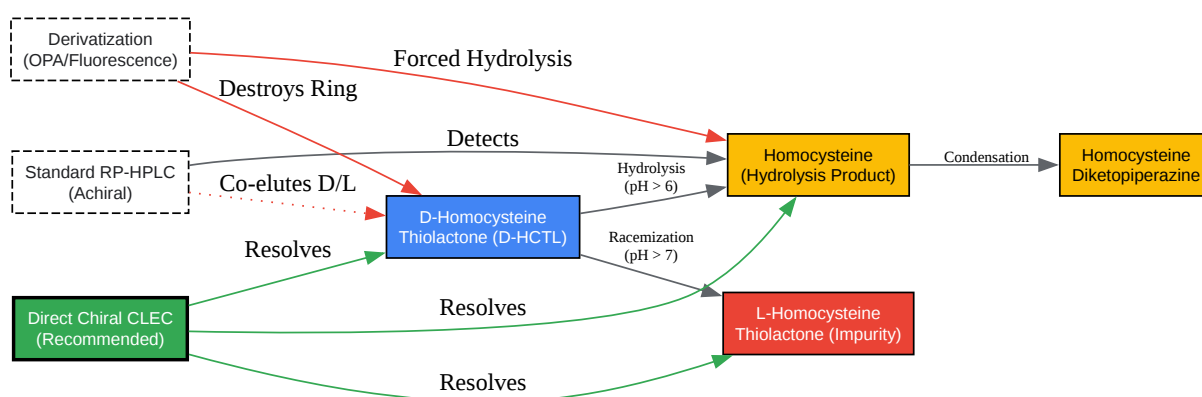 Derivatization
(OPA/Fluorescence)
Forced Hydrolysis
Destroys Ring
Standard RP-HPLC
(Achiral)
Detects
Co-elutes D/L
Hydrolysis
(pH > 6)
Homocysteine
(Hydrolysis Product)
Condensation
Homocysteine
Diketopiperazine
D-Homocysteine
Thiolactone (D-HCTL)
Racemization
(pH > 7)
Resolves
Direct Chiral CLEC
(Recommended)
Resolves
L-Homocysteine
Thiolactone (Impurity)
Resolves